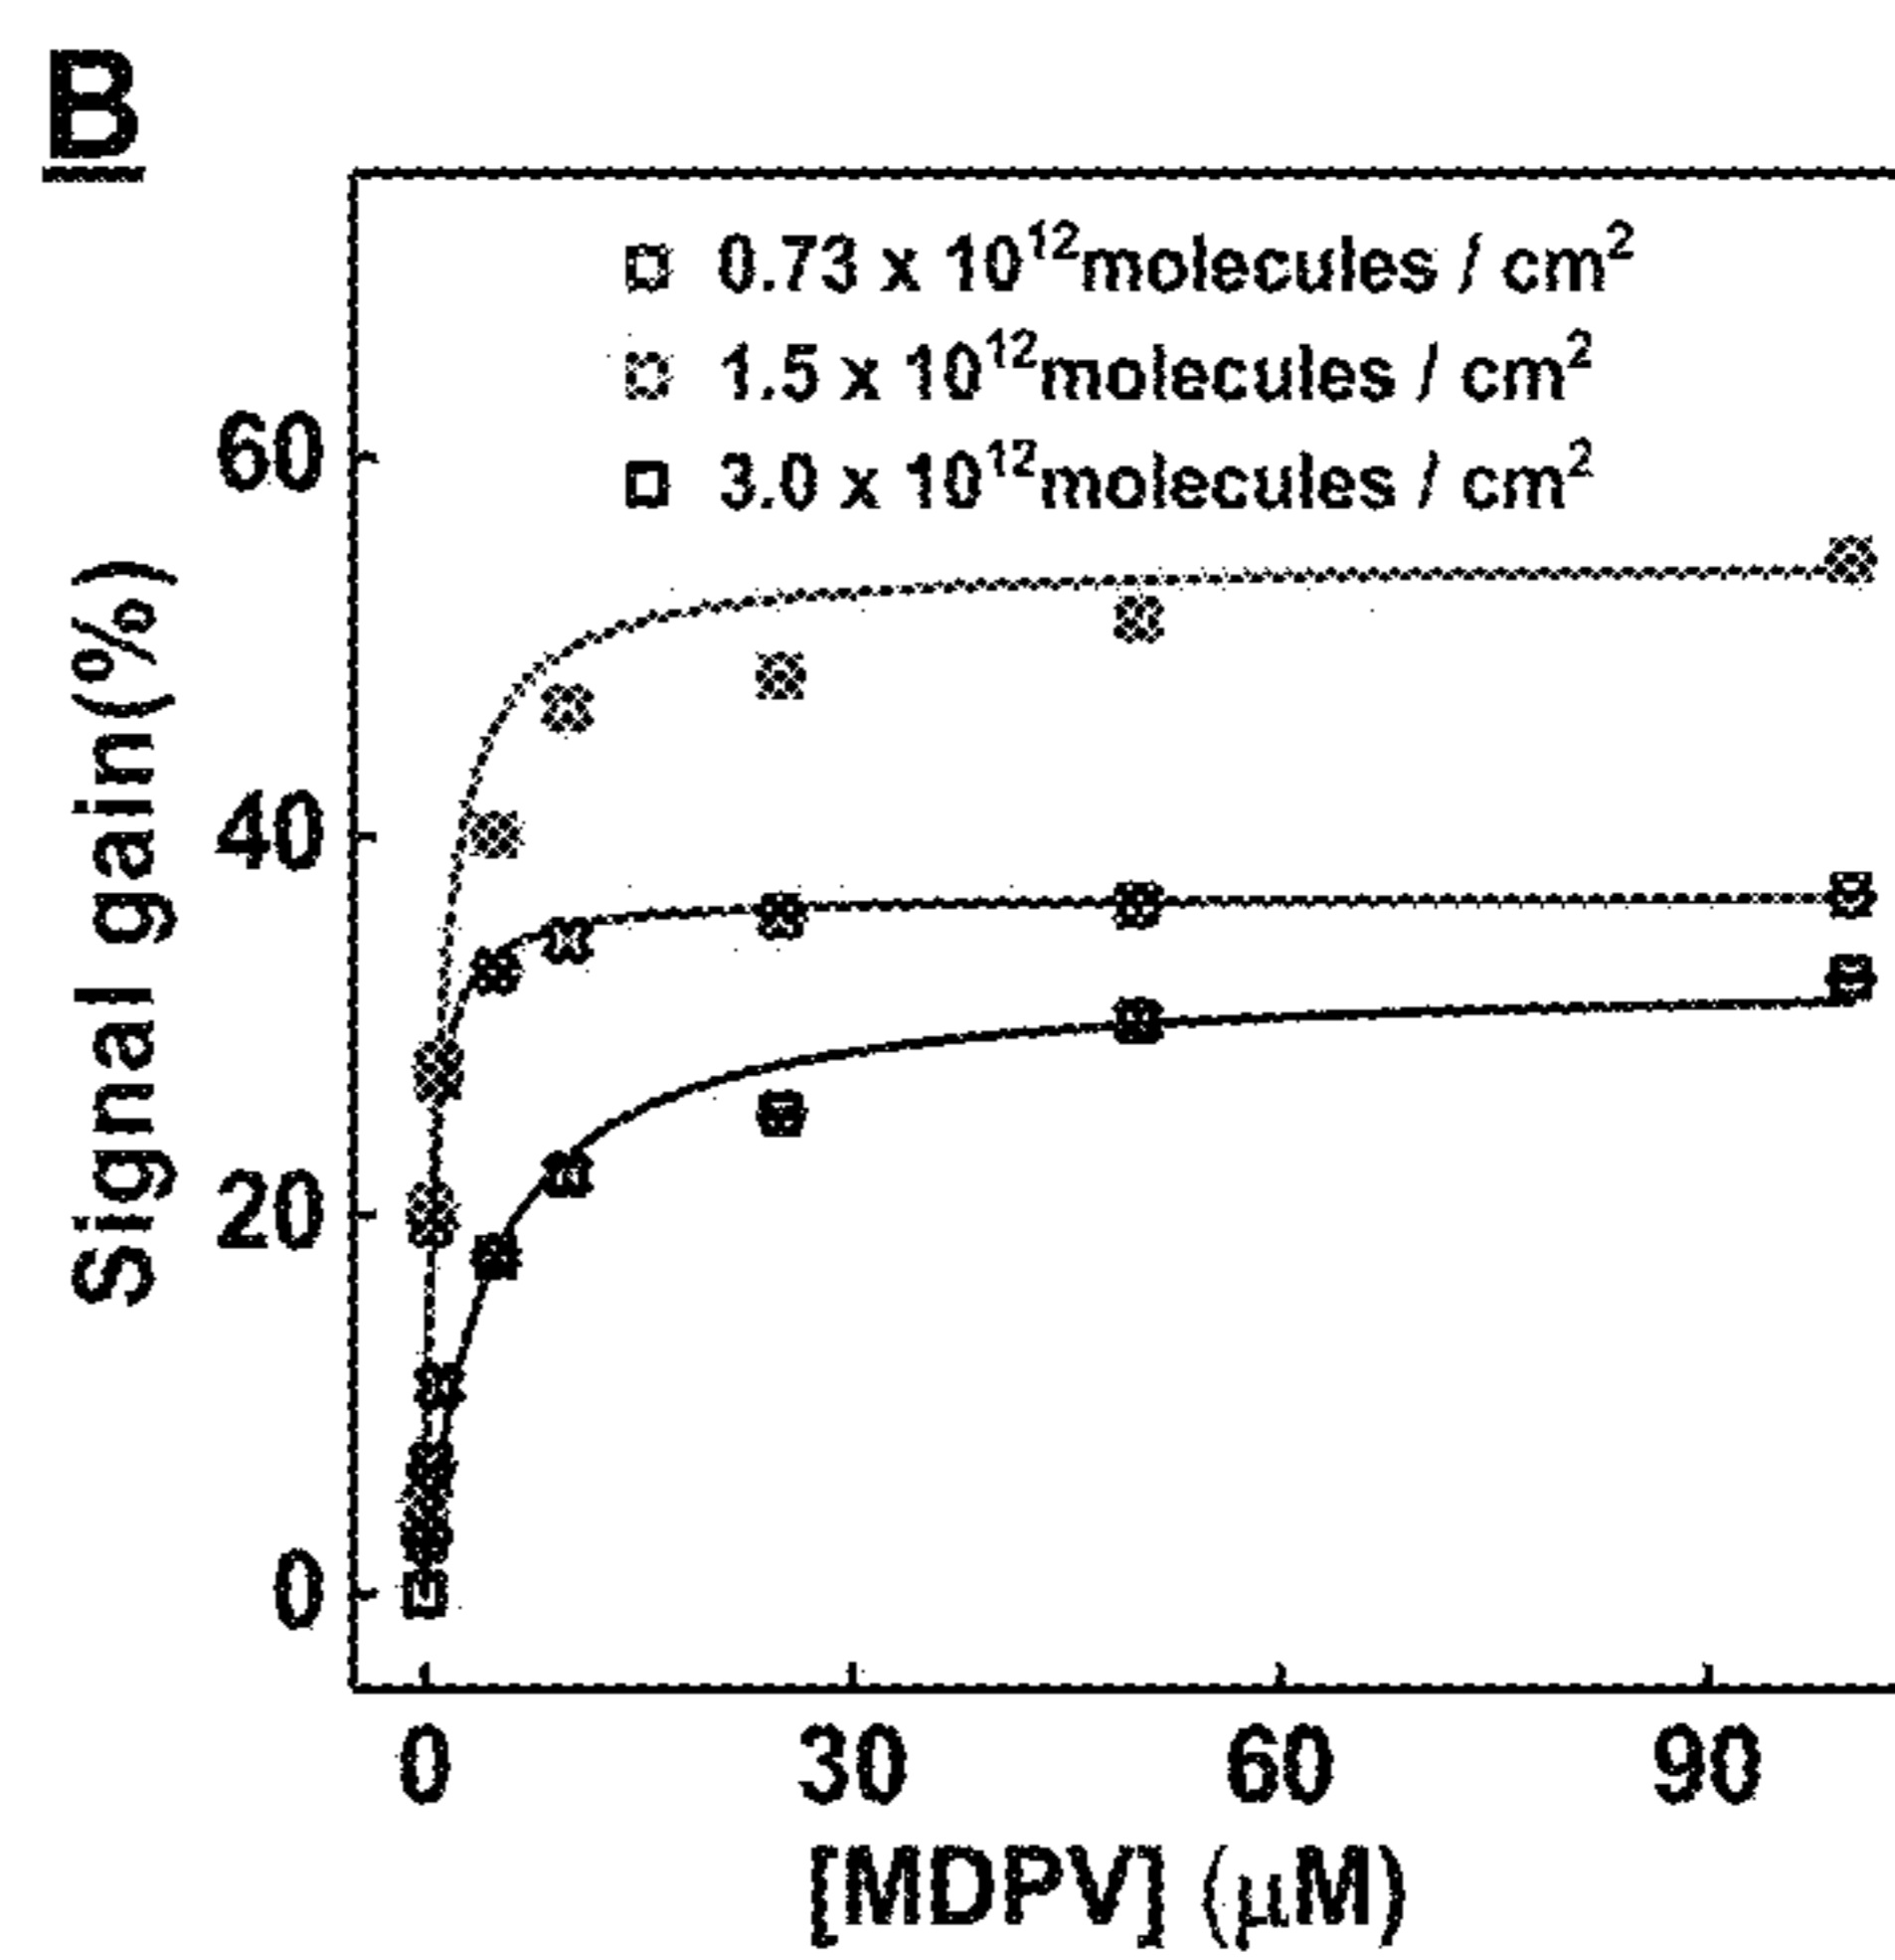 B
0.73 x 10¹²molecules / cm²
1.5 x 10¹²molecules / cm²
3.0 x 10¹²molecules / cm²
Signal gain(%)
60
40
20
0
0 30 60 90
[MDPV] (μM)